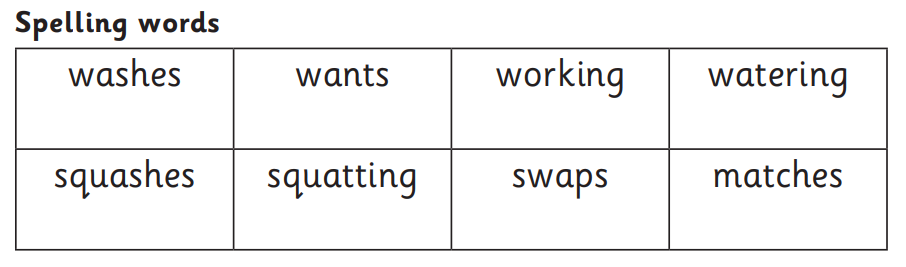 Spelling words
washes wants working watering
squashes squatting swaps matches